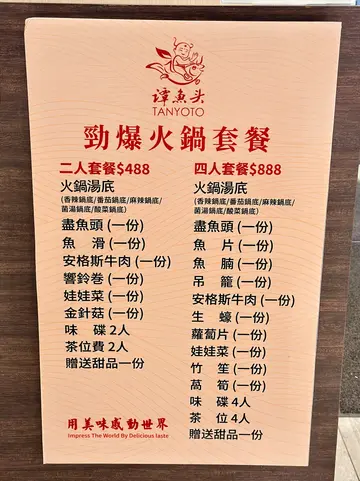 谭鱼头
TANYOTO
勁爆火鍋套餐
二人套餐$488
火鍋湯底
(香辣鍋底/番茄鍋底/麻辣鍋底/
菌湯鍋底/酸菜鍋底)
盡魚頭 (一份)
魚 滑 (一份)
安格斯牛肉 (一份)
響鈴卷 (一份)
娃娃菜 (一份)
金針菇 (一份)
味 碟 2人
茶位費 2人
贈送甜品一份
四人套餐$888
火鍋湯底
(香辣鍋底/番茄鍋底/麻辣鍋底/
菌湯鍋底/酸菜鍋底)
盡魚頭 (一份)
魚 片 (一份)
魚 腩 (一份)
吊 籠 (一份)
安格斯牛肉 (一份)
生 蠔 (一份)
蘿蔔片 (一份)
娃娃菜 (一份)
竹 笙 (一份)
萵 筍 (一份)
味 碟 4人
茶 位 4人
贈送甜品一份
用美味感動世界
Impress The World By Delicious taste